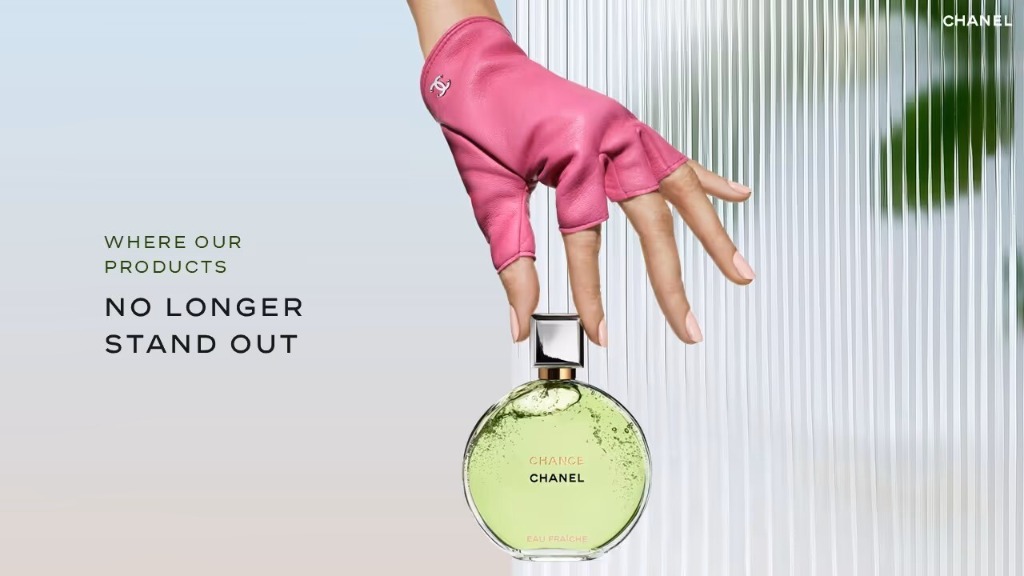 CHANEL
WHERE OUR
PRODUCTS
NO LONGER
STAND OUT
CHANCE
CHANEL
EAU FRAÎCHE